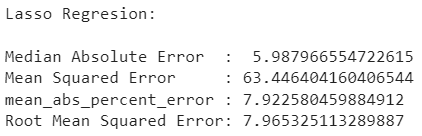 Lasso Regresion:
Median Absolute Error  :  5.987966554722615
Mean Squared Error     : 63.446404160406544
mean_abs_percent_error : 7.922580459884912
Root Mean Squared Error: 7.965325113289887